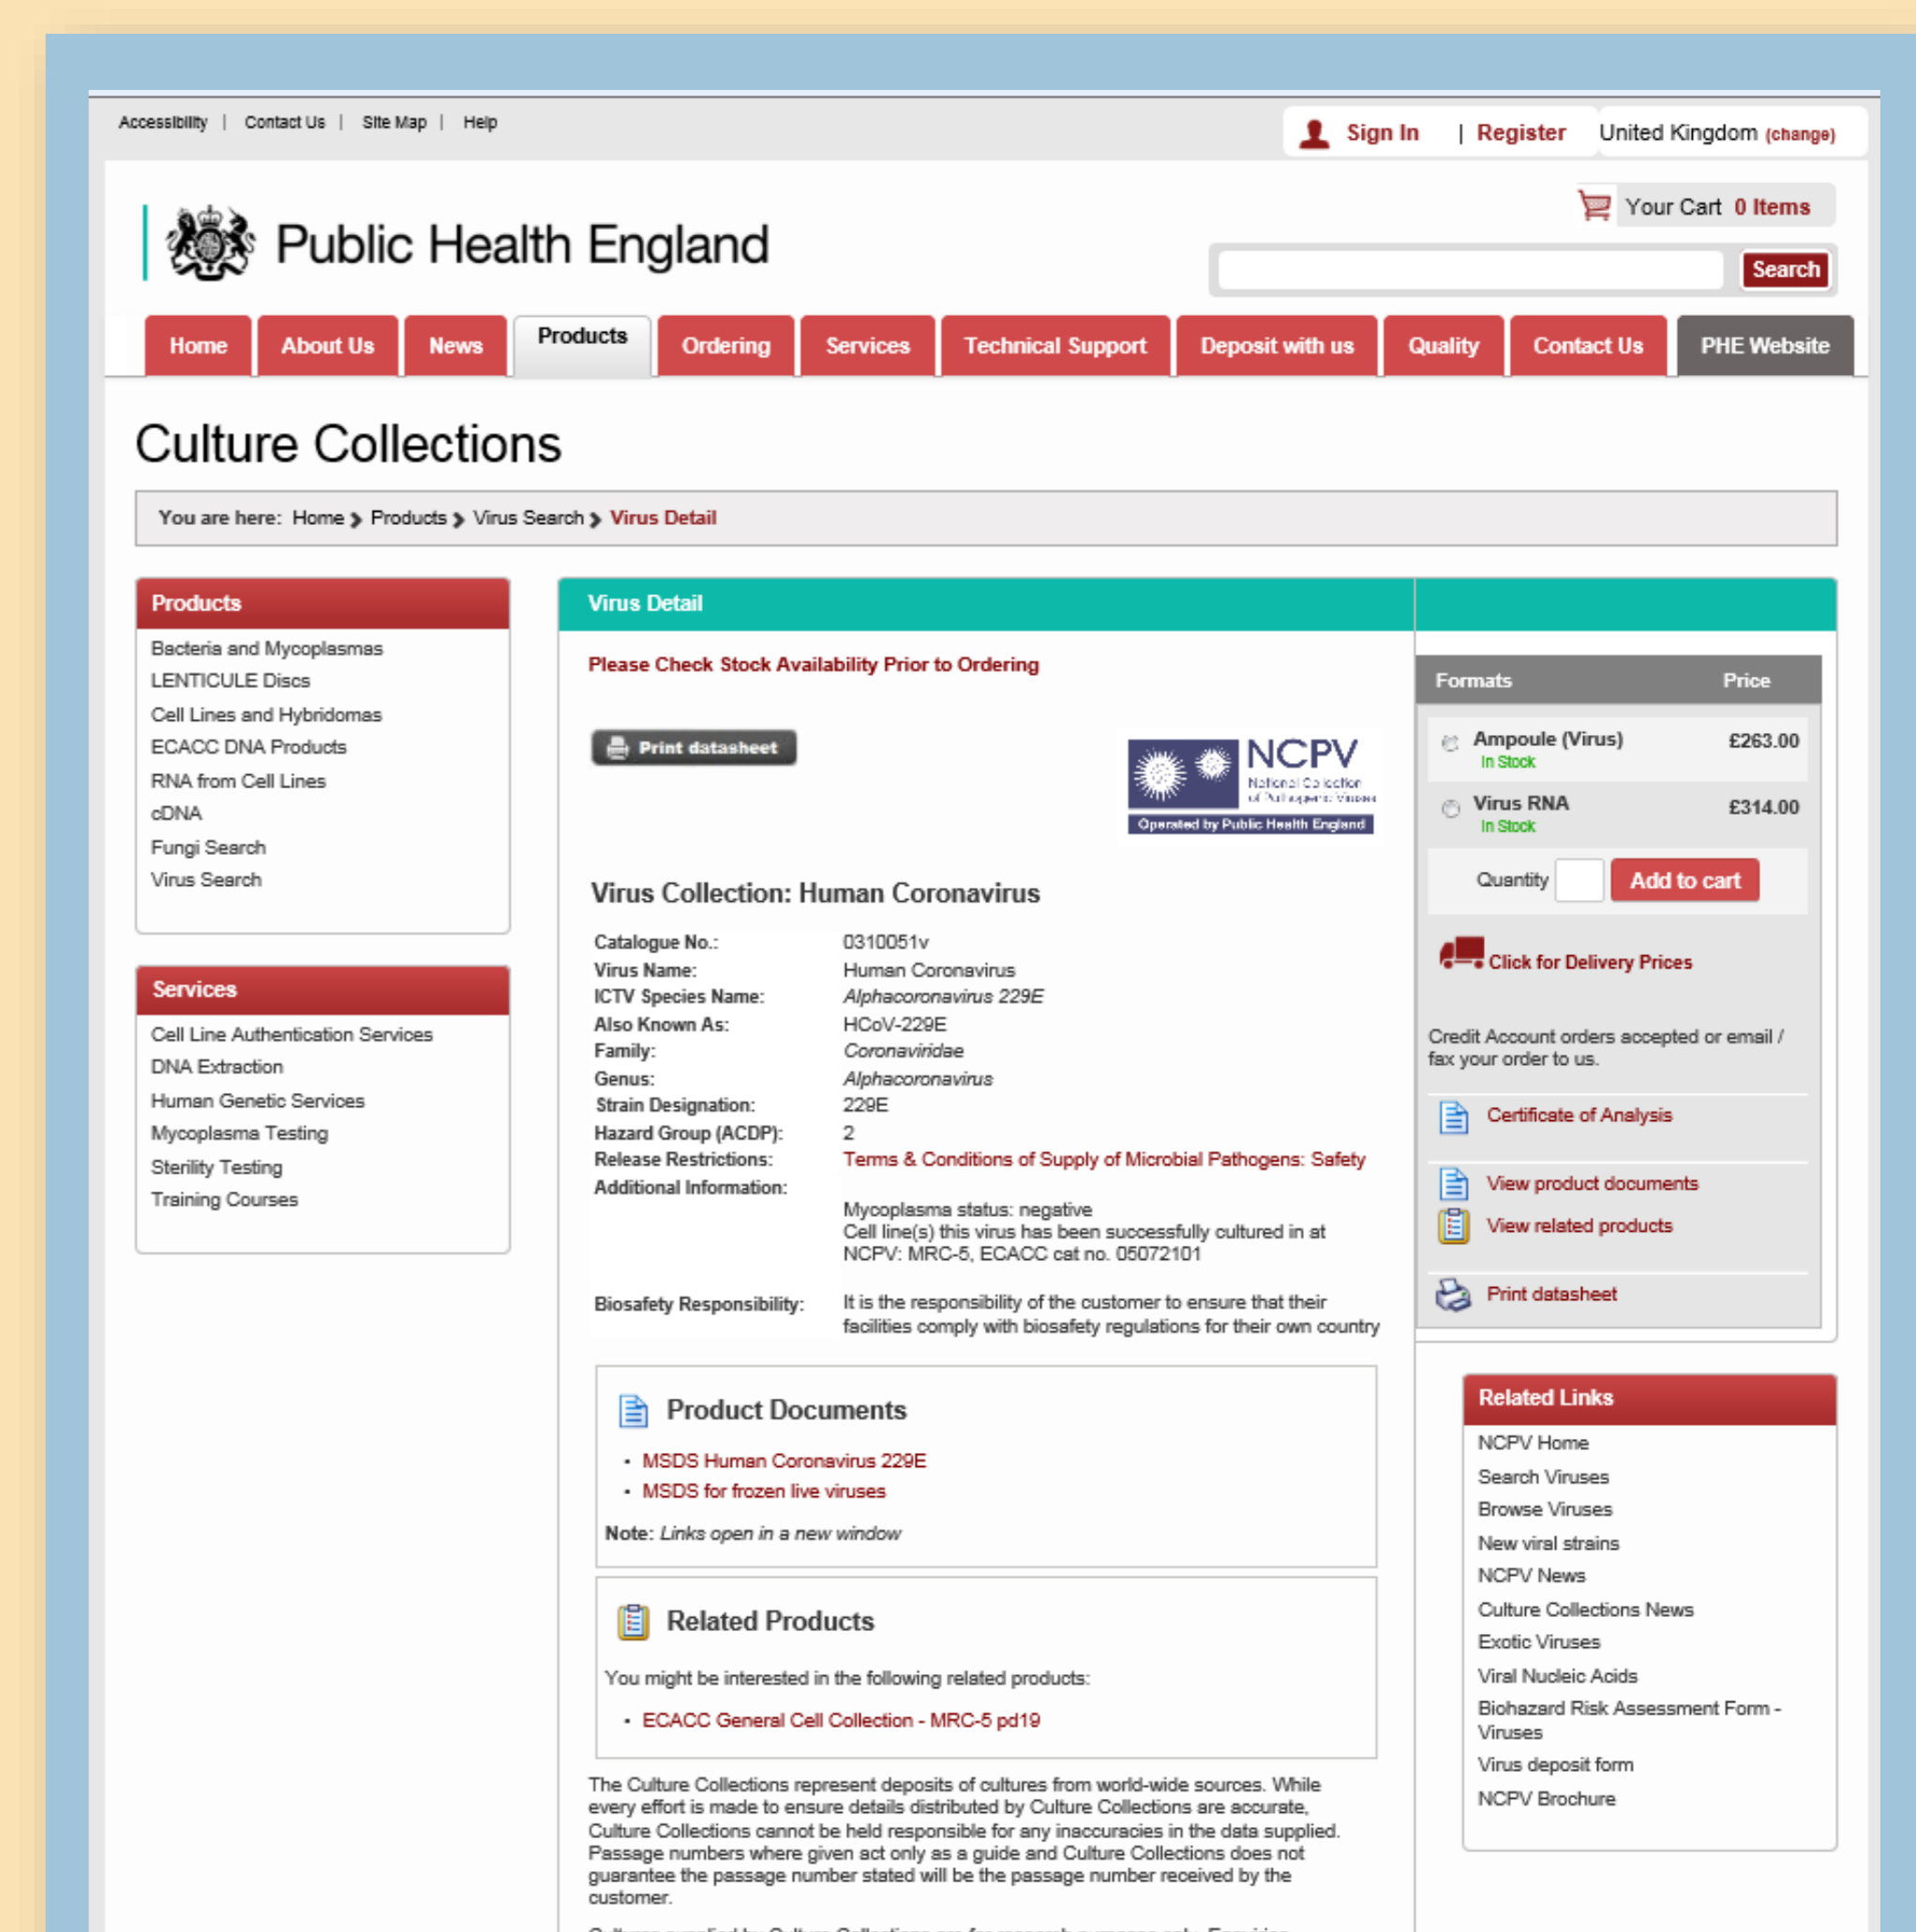 Accessibility | Contact Us | Site Map | Help
Sign In | Register United Kingdom (change)
Your Cart 0 Items
Public Health England
Search
Home About Us News Products Ordering Services Technical Support Deposit with us Quality Contact Us PHE Website
Culture Collections
You are here: Home Products Virus Search Virus Detail
Products
Bacteria and Mycoplasmas
LENTICULE Discs
Cell Lines and Hybridomas
ECACC DNA Products
RNA from Cell Lines
cDNA
Fungi Search
Virus Search
Services
Cell Line Authentication Services
DNA Extraction
Human Genetic Services
Mycoplasma Testing
Sterility Testing
Training Courses
Virus Detail
Please Check Stock Availability Prior to Ordering
Print datasheet
NCPV
National Collection
of Pathogenic Viruses
Operated by Public Health England
Virus Collection: Human Coronavirus
Catalogue No.: 0310051v
Virus Name: Human Coronavirus
ICTV Species Name: Alphacoronavirus 229E
Also Known As: HCoV-229E
Family: Coronaviridae
Genus: Alphacoronavirus
Strain Designation: 229E
Hazard Group (ACDP): 2
Release Restrictions: Terms & Conditions of Supply of Microbial Pathogens: Safety
Additional Information:
Mycoplasma status: negative
Cell line(s) this virus has been successfully cultured in at
NCPV: MRC-5, ECACC cat no. 05072101
Biosafety Responsibility: It is the responsibility of the customer to ensure that their
facilities comply with biosafety regulations for their own country
Product Documents
MSDS Human Coronavirus 229E
MSDS for frozen live viruses
Note: Links open in a new window
Related Products
You might be interested in the following related products:
ECACC General Cell Collection - MRC-5 pd19
The Culture Collections represent deposits of cultures from world-wide sources. While
every effort is made to ensure details distributed by Culture Collections are accurate,
Culture Collections cannot be held responsible for any inaccuracies in the data supplied.
Passage numbers where given act only as a guide and Culture Collections does not
guarantee the passage number stated will be the passage number received by the
customer.
Formats Price
Ampoule (Virus) £263.00
In Stock
Virus RNA £314.00
In Stock
Quantity Add to cart
Click for Delivery Prices
Credit Account orders accepted or email /
fax your order to us.
Certificate of Analysis
View product documents
View related products
Print datasheet
Related Links
NCPV Home
Search Viruses
Browse Viruses
New viral strains
NCPV News
Culture Collections News
Exotic Viruses
Viral Nucleic Acids
Biohazard Risk Assessment Form -
Viruses
Virus deposit form
NCPV Brochure